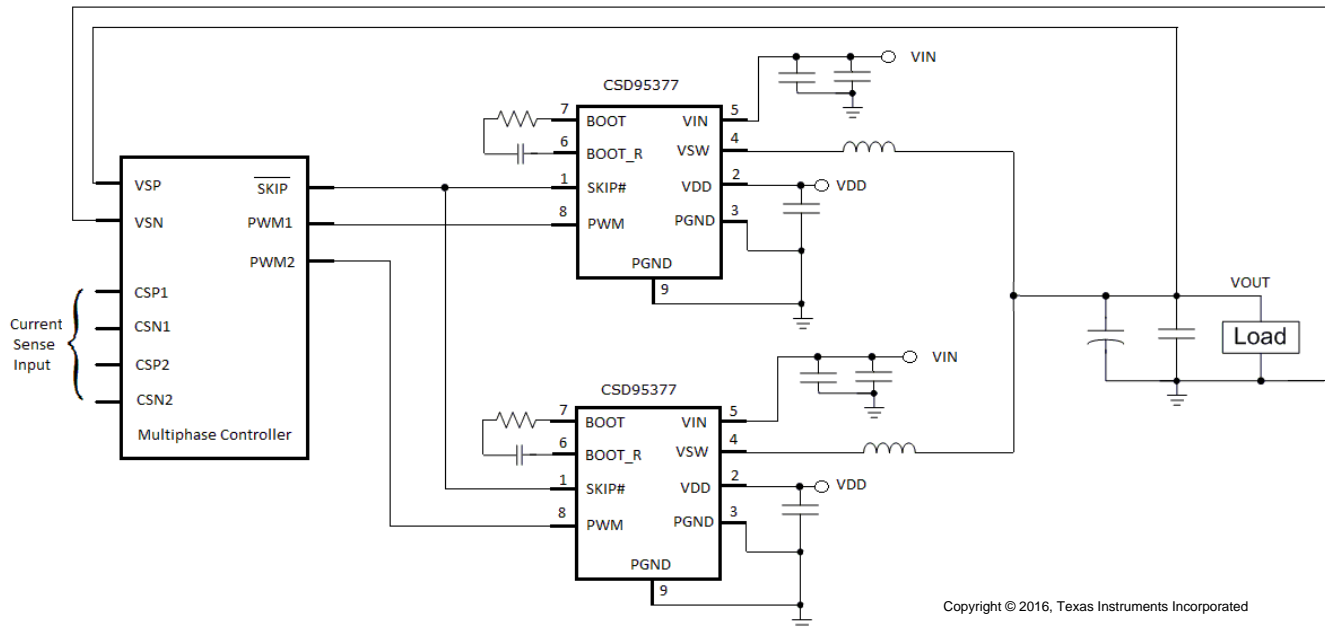 VIN
CSD95377
7
BOOT
VIN
5
6
BOOT_R
VSW
4
1
SKIP#
VDD
2
VDD
8
PWM
PGND
3
PGND
9
VSP
SKIP
VSN
PWM1
PWM2
CSP1
CSN1
CSP2
CSN2
Multiphase Controller
Current
Sense
Input
VOUT
Load
VIN
CSD95377
7
BOOT
VIN
5
6
BOOT_R
VSW
4
1
SKIP#
VDD
2
VDD
8
PWM
PGND
3
PGND
9
Copyright © 2016, Texas Instruments Incorporated